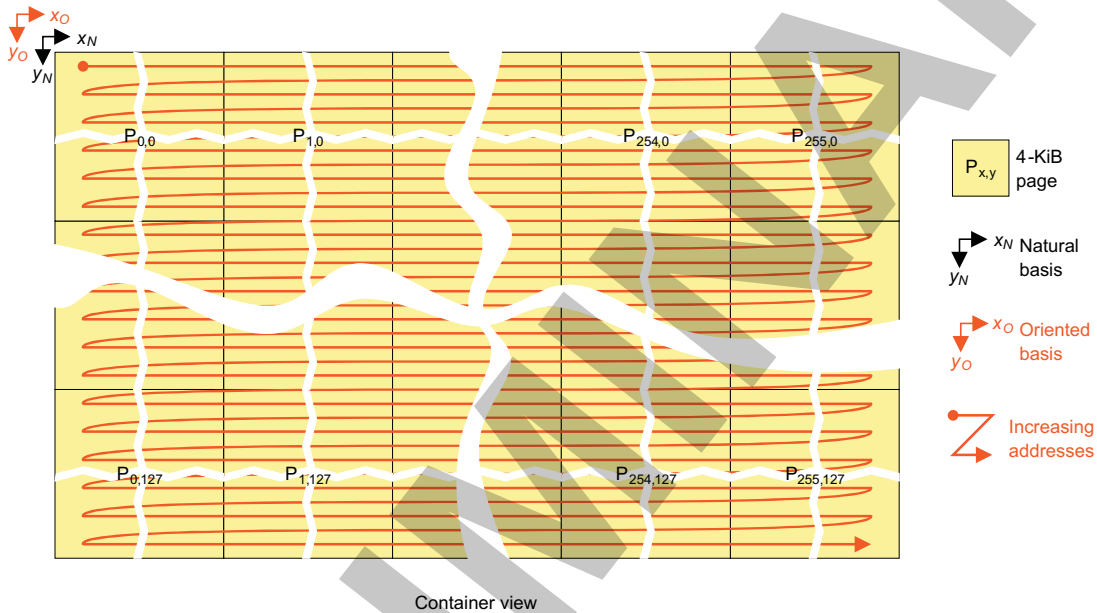 x_O
y_O
x_N
y_N
P_0,0
P_1,0
P_254,0
P_255,0
P_0,127
P_1,127
P_254,127
P_255,127
P_x,y
4-KiB
page
x_N Natural
y_N basis
x_O Oriented
y_O basis
Increasing
addresses
Container view